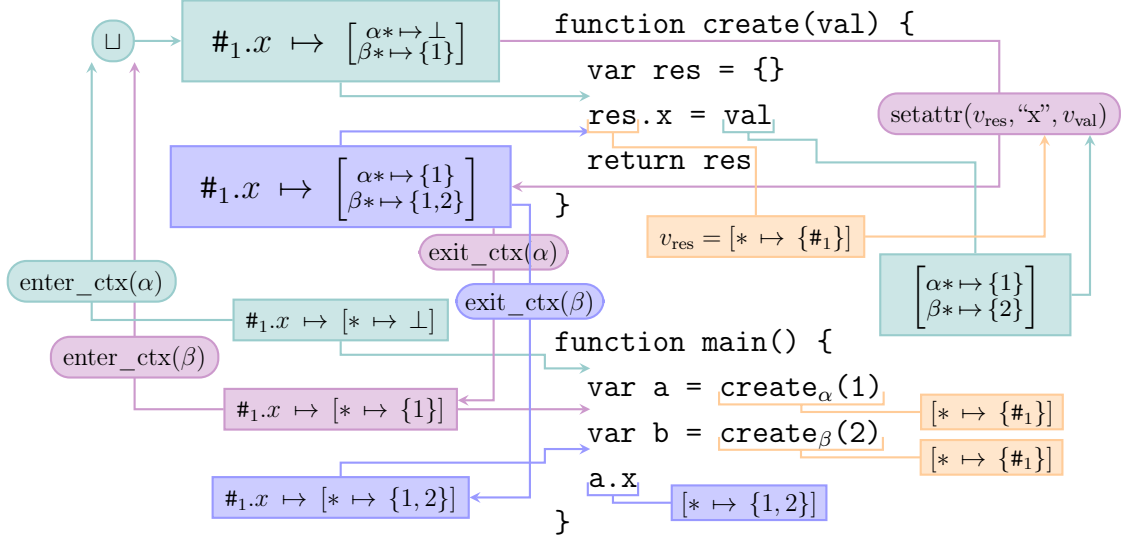 function create(val) {
⊔
#₁.x ↦ [α* ↦ ⊥
β* ↦ {1}]
var res = {}
res.x = val
setattr(v_res, “x”, v_val)
return res
#₁.x ↦ [α* ↦ {1}
β* ↦ {1,2}]
}
v_res = [* ↦ {#₁}]
exit_ctx(α)
enter_ctx(α)
[α* ↦ {1}
β* ↦ {2}]
exit_ctx(β)
#₁.x ↦ [* ↦ ⊥]
function main() {
enter_ctx(β)
var a = create_α(1)
#₁.x ↦ [* ↦ {1}]
[* ↦ {#₁}]
var b = create_β(2)
[* ↦ {#₁}]
a.x
#₁.x ↦ [* ↦ {1, 2}]
[* ↦ {1, 2}]
}